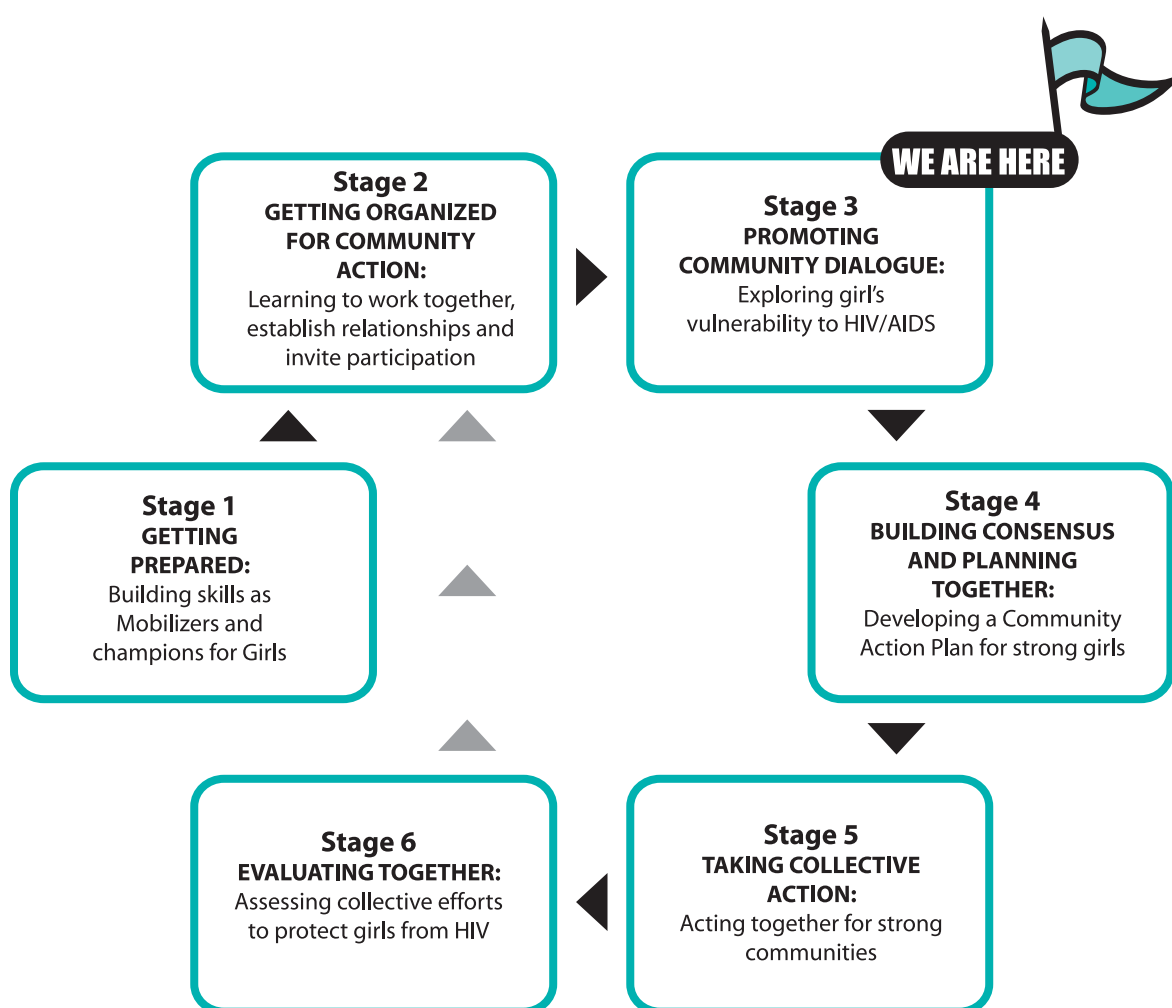 WE ARE HERE
Stage 1
GETTING
PREPARED:
Building skills as
Mobilizers and
champions for Girls
Stage 2
GETTING ORGANIZED
FOR COMMUNITY
ACTION:
Learning to work together,
establish relationships and
invite participation
Stage 3
PROMOTING
COMMUNITY DIALOGUE:
Exploring girl's
vulnerability to HIV/AIDS
Stage 4
BUILDING CONSENSUS
AND PLANNING
TOGETHER:
Developing a Community
Action Plan for strong girls
Stage 5
TAKING COLLECTIVE
ACTION:
Acting together for strong
communities
Stage 6
EVALUATING TOGETHER:
Assessing collective efforts
to protect girls from HIV